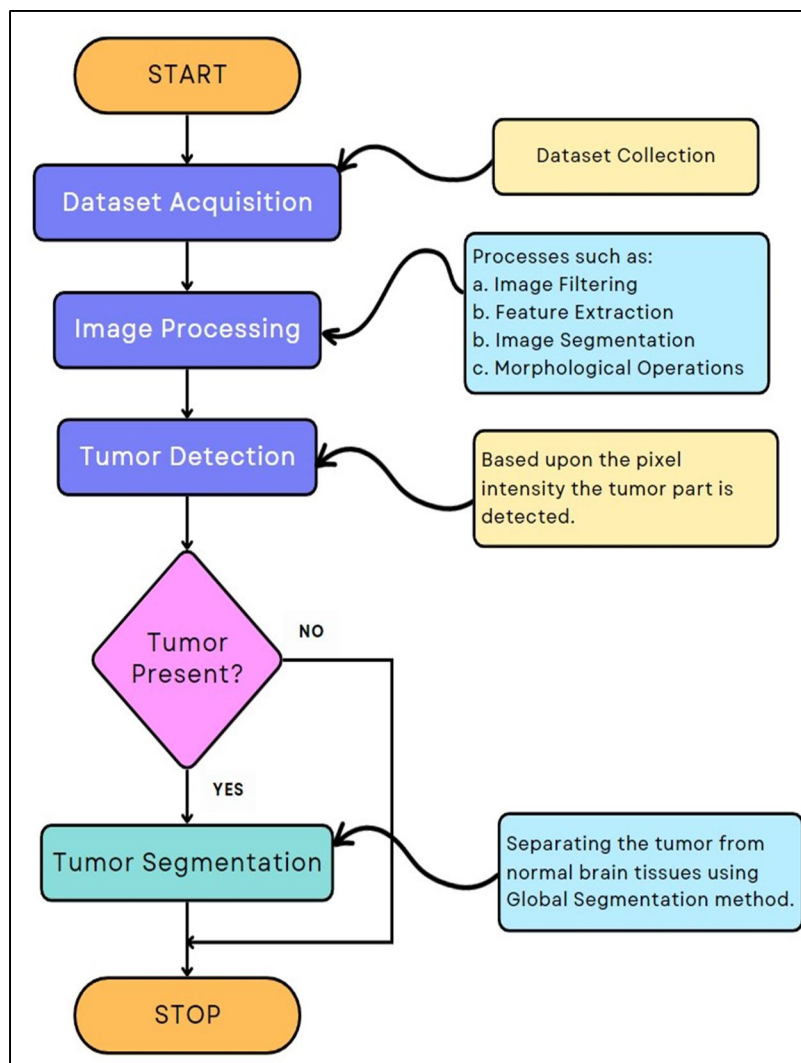 START
Dataset Collection
Dataset Acquisition
Processes such as:
a. Image Filtering
b. Feature Extraction
b. Image Segmentation
c. Morphological Operations
Image Processing
Tumor Detection
Based upon the pixel
intensity the tumor part is
detected.
Tumor
Present?
NO
YES
Tumor Segmentation
Separating the tumor from
normal brain tissues using
Global Segmentation method.
STOP